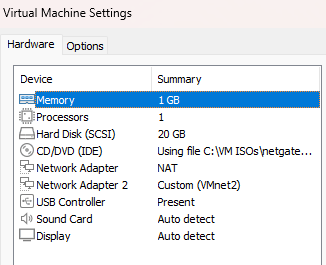 Virtual Machine Settings
Hardware Options
Device Summary
Memory 1 GB
Processors 1
Hard Disk (SCSI) 20 GB
CD/DVD (IDE) Using file C:\VM ISOs\netgate...
Network Adapter NAT
Network Adapter 2 Custom (VMnet2)
USB Controller Present
Sound Card Auto detect
Display Auto detect